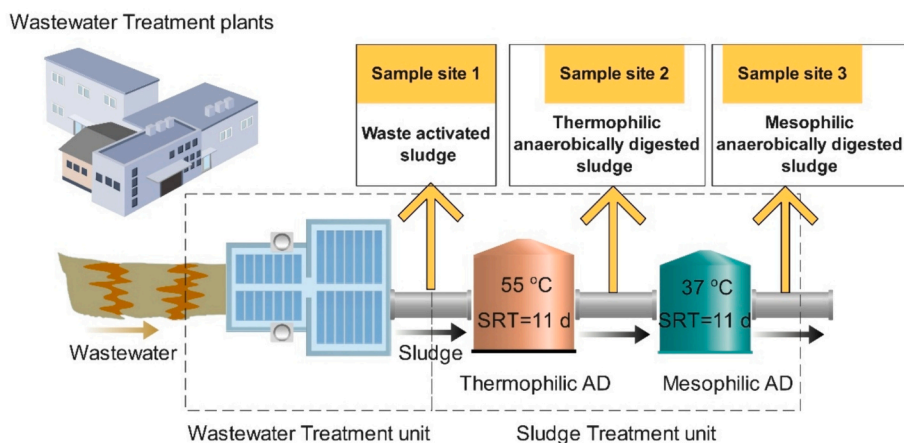 Wastewater Treatment plants
Sample site 1
Waste activated
sludge
Sample site 2
Thermophilic
anaerobically digested
sludge
Sample site 3
Mesophilic
anaerobically digested
sludge
55 ºC
SRT=11 d
37 ºC
SRT=11 d
Wastewater
Sludge
Thermophilic AD
Mesophilic AD
Wastewater Treatment unit
Sludge Treatment unit